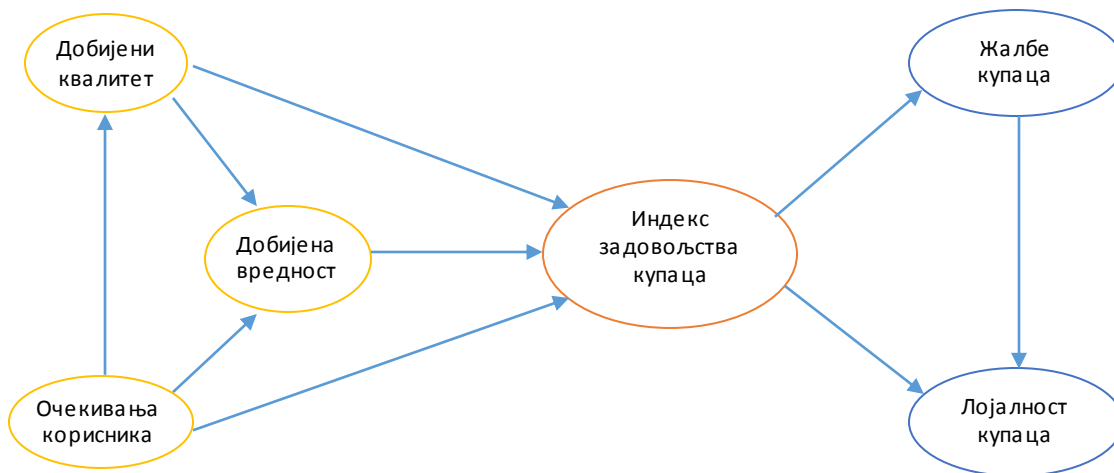 Добијени
квалитет
Жалбе
купаца
Добијена
вредност
Индекс
задовољства
купаца
Очекивања
корисника
Лојалност
купаца